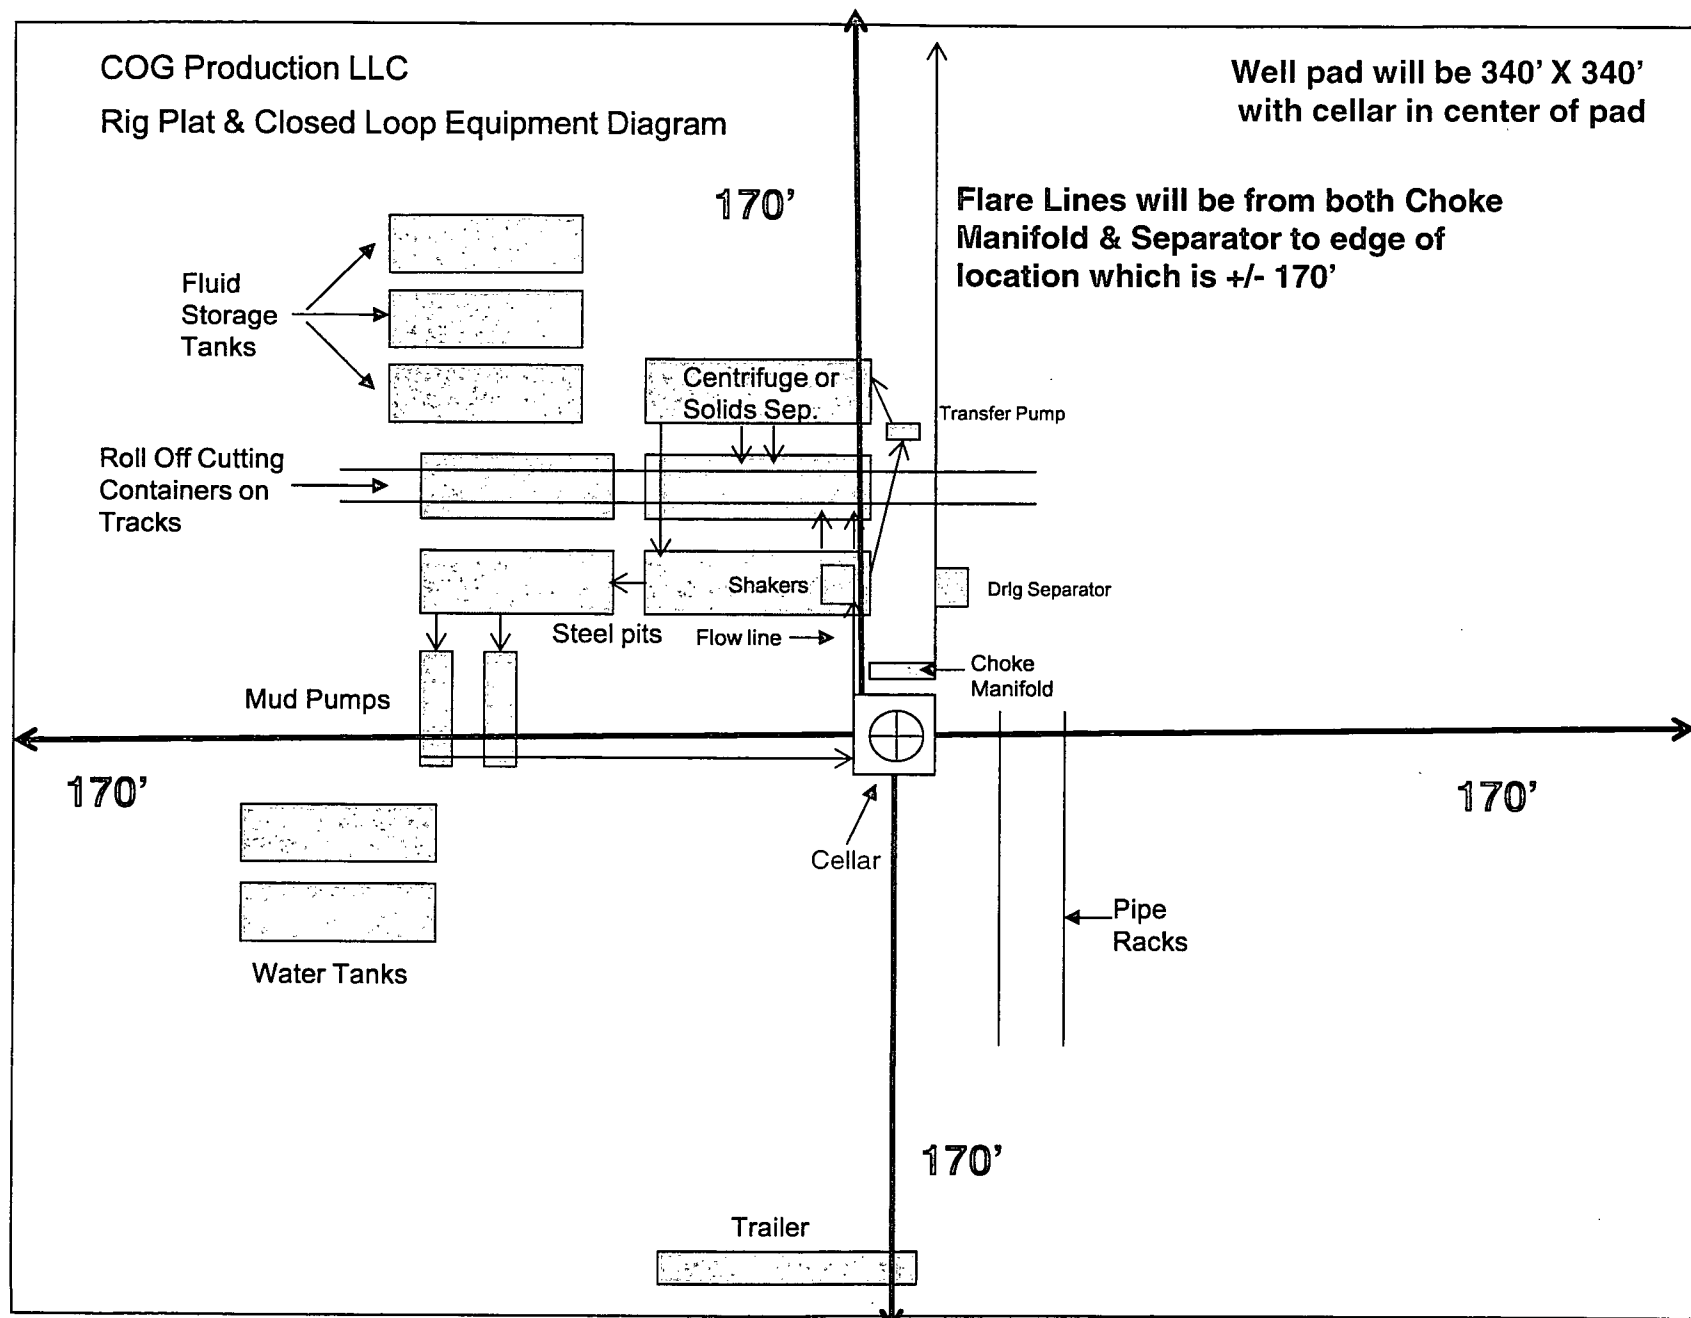 COG Production LLC
Rig Plat & Closed Loop Equipment Diagram
Well pad will be 340' X 340'
with cellar in center of pad
170'
Flare Lines will be from both Choke
Manifold & Separator to edge of
location which is +/- 170'
Fluid
Storage
Tanks
Centrifuge or
Solids Sep.
Transfer Pump
Roll Off Cutting
Containers on
Tracks
Shakers
Drlg Separator
Steel pits
Flow line
Choke
Manifold
Mud Pumps
170'
170'
Cellar
Pipe
Racks
Water Tanks
170'
Trailer